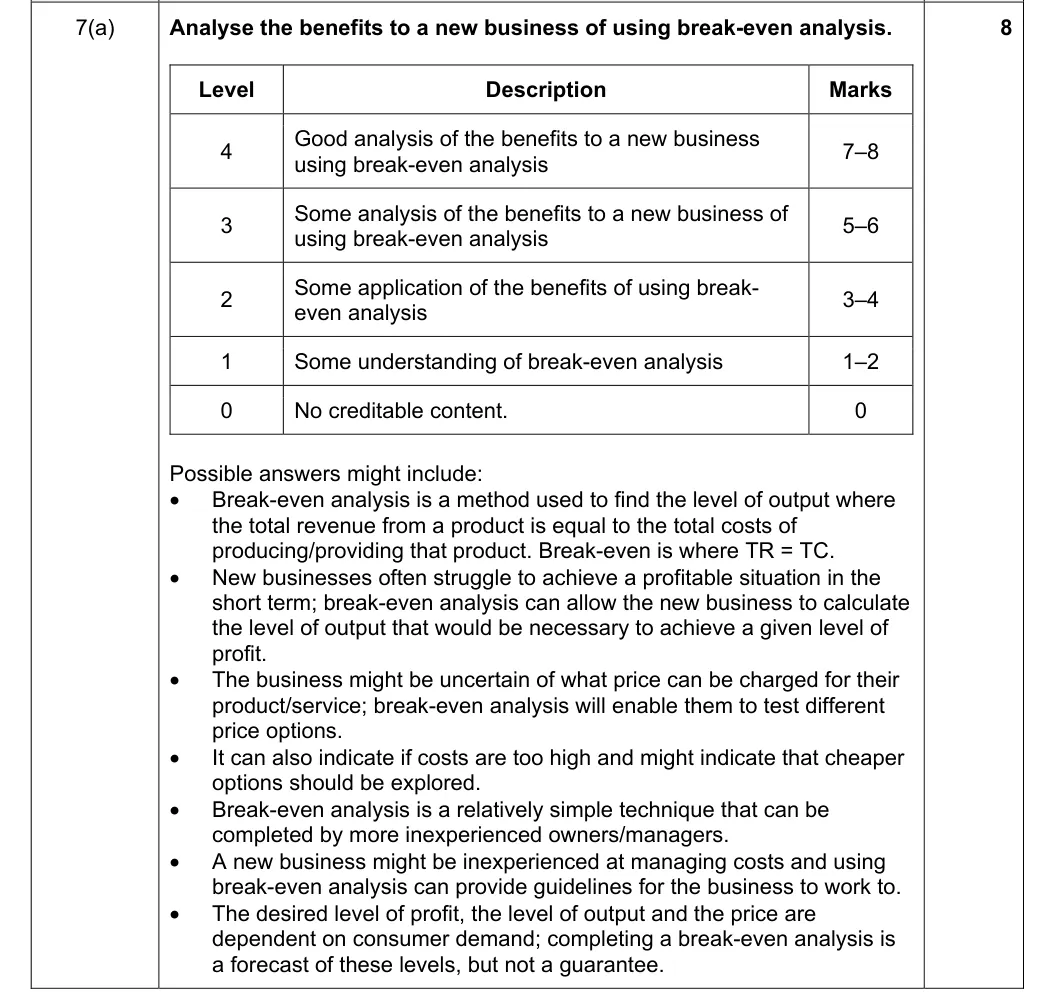 7(a) Analyse the benefits to a new business of using break-even analysis. 8
Level Description Marks
4 Good analysis of the benefits to a new business
using break-even analysis 7–8
3 Some analysis of the benefits to a new business of
using break-even analysis 5–6
2 Some application of the benefits of using break-
even analysis 3–4
1 Some understanding of break-even analysis 1–2
0 No creditable content. 0
Possible answers might include:
• Break-even analysis is a method used to find the level of output where
the total revenue from a product is equal to the total costs of
producing/providing that product. Break-even is where TR = TC.
• New businesses often struggle to achieve a profitable situation in the
short term; break-even analysis can allow the new business to calculate
the level of output that would be necessary to achieve a given level of
profit.
• The business might be uncertain of what price can be charged for their
product/service; break-even analysis will enable them to test different
price options.
• It can also indicate if costs are too high and might indicate that cheaper
options should be explored.
• Break-even analysis is a relatively simple technique that can be
completed by more inexperienced owners/managers.
• A new business might be inexperienced at managing costs and using
break-even analysis can provide guidelines for the business to work to.
• The desired level of profit, the level of output and the price are
dependent on consumer demand; completing a break-even analysis is
a forecast of these levels, but not a guarantee.